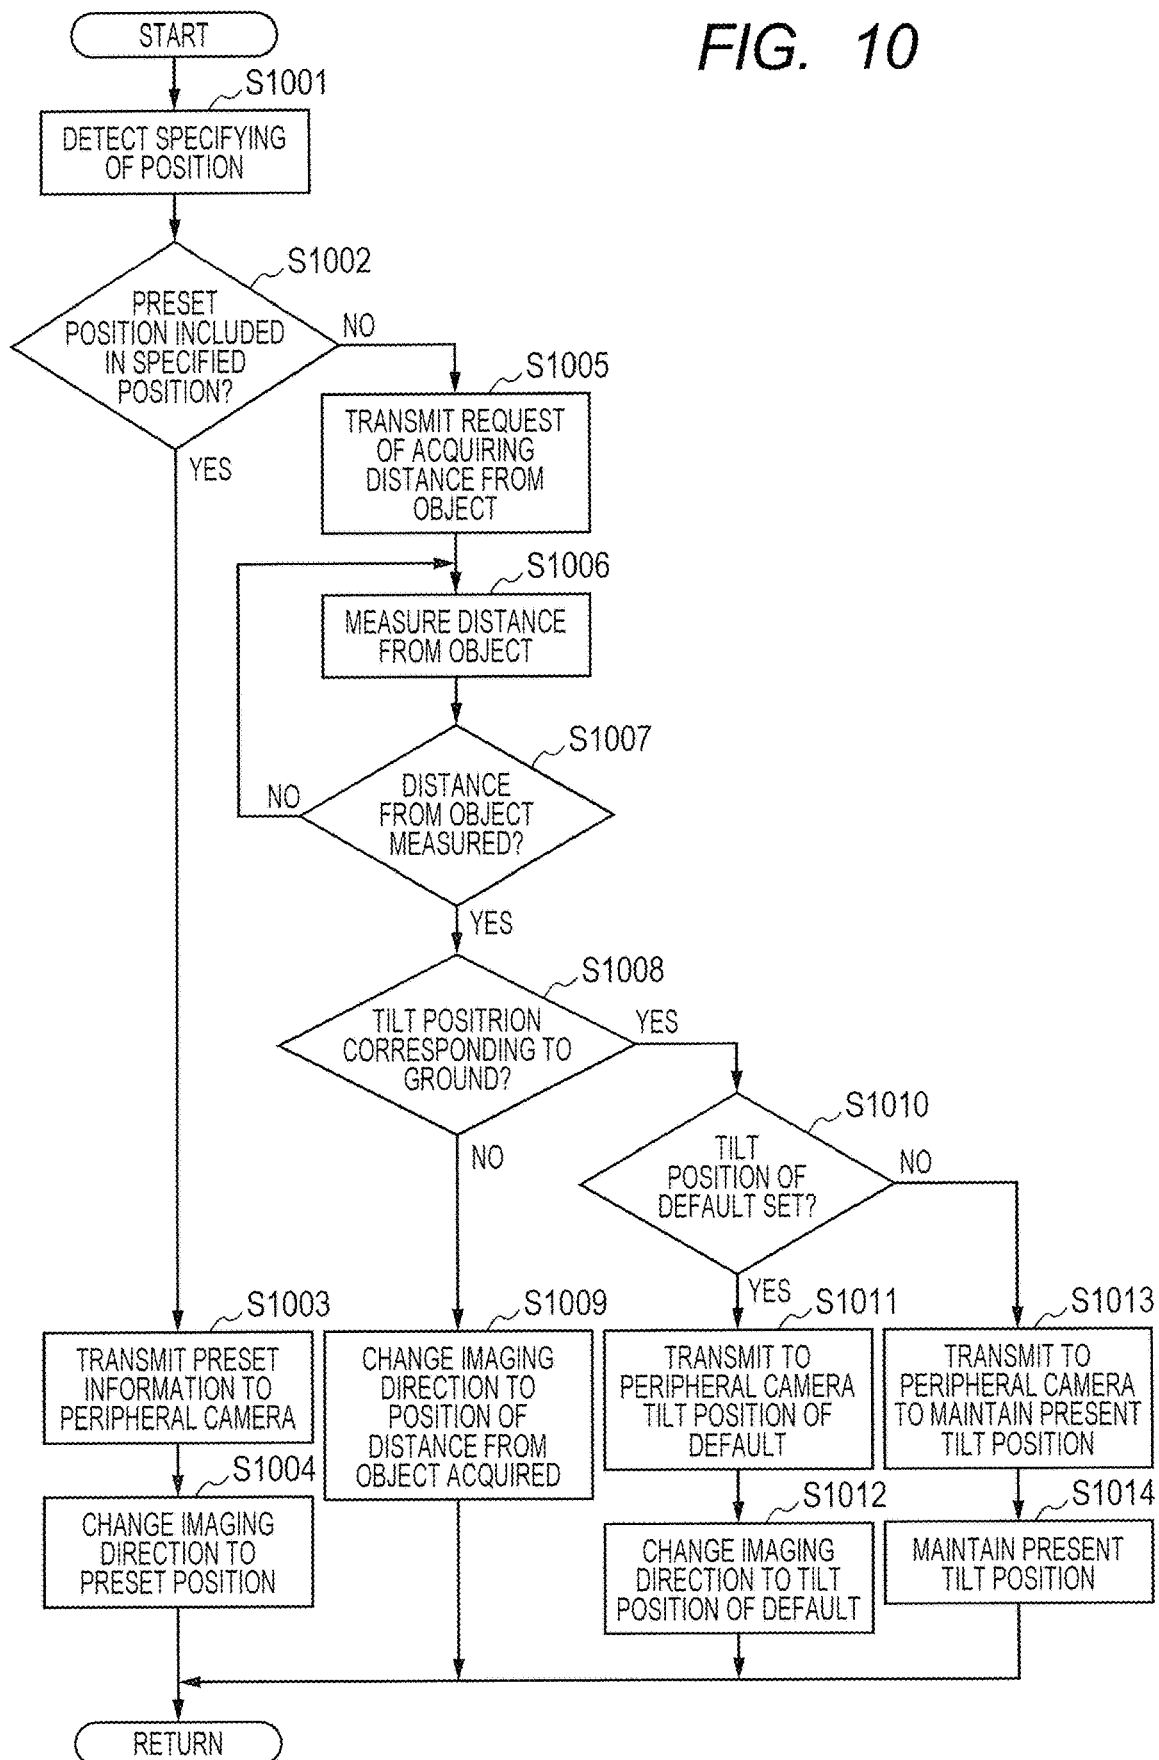 FIG. 10
START
S1001
DETECT SPECIFYING
OF POSITION
S1002
PRESET
POSITION INCLUDED
IN SPECIFIED
POSITION?
NO
YES
S1005
TRANSMIT REQUEST
OF ACQUIRING
DISTANCE FROM
OBJECT
S1006
MEASURE DISTANCE
FROM OBJECT
S1007
DISTANCE
FROM OBJECT
MEASURED?
NO
YES
S1008
TILT POSITRION
CORRESPONDING TO
GROUND?
YES
NO
S1010
TILT
POSITION OF
DEFAULT SET?
NO
YES
S1003
TRANSMIT PRESET
INFORMATION TO
PERIPHERAL CAMERA
S1004
CHANGE IMAGING
DIRECTION TO
PRESET POSITION
S1009
CHANGE IMAGING
DIRECTION TO
POSITION OF
DISTANCE FROM
OBJECT ACQUIRED
S1011
TRANSMIT TO
PERIPHERAL CAMERA
TILT POSITION OF
DEFAULT
S1012
CHANGE IMAGING
DIRECTION TO TILT
POSITION OF DEFAULT
S1013
TRANSMIT TO
PERIPHERAL CAMERA
TO MAINTAIN PRESENT
TILT POSITION
S1014
MAINTAIN PRESENT
TILT POSITION
RETURN